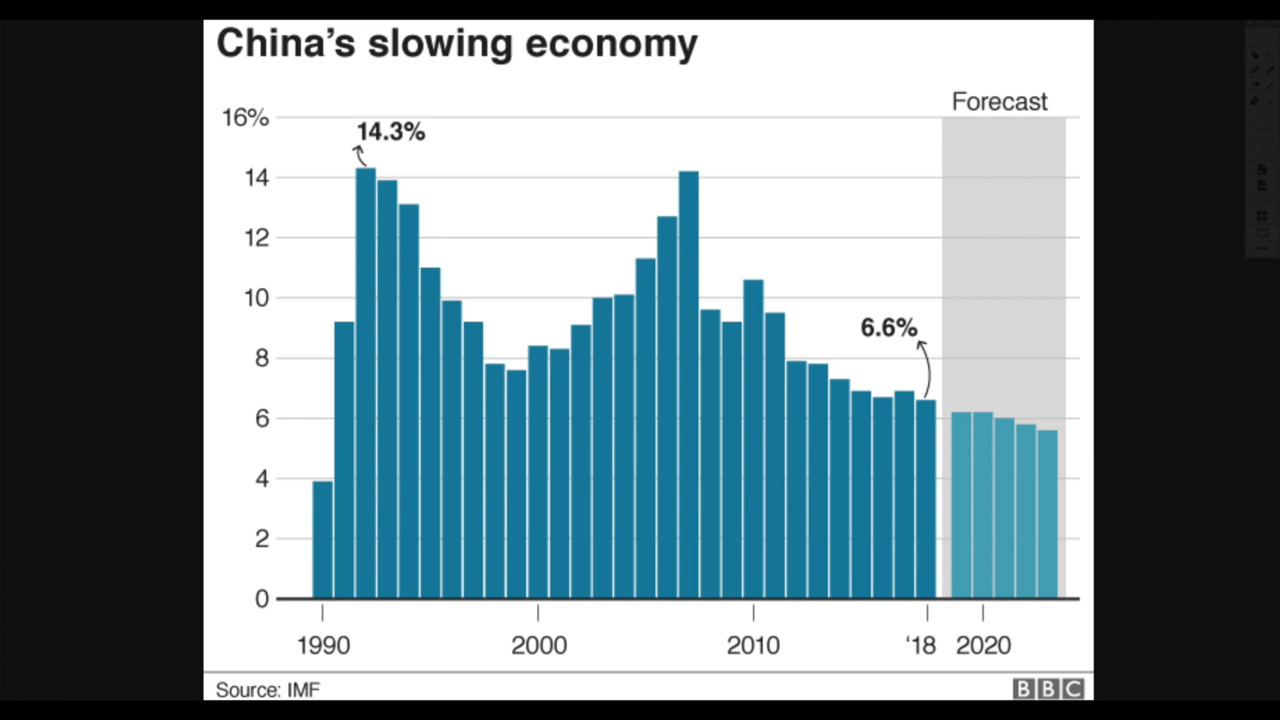 China's slowing economy
Forecast
16%
14.3%
14
12
10
6.6%
8
6
4
2
0
1990 2000 2010 '18 2020
Source: IMF BBC